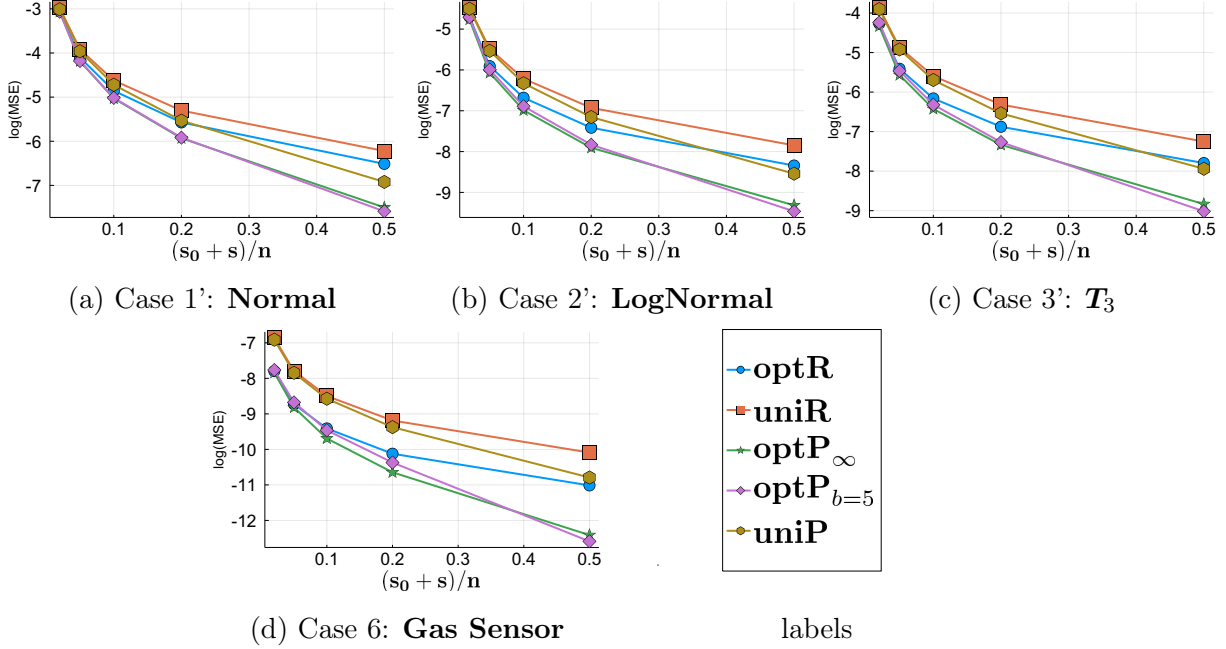 -3
-4
-5
-6
-7
log(MSE)
0.1 0.2 0.3 0.4 0.5
(s₀ + s)/n
(a) Case 1': Normal
-5
-6
-7
-8
-9
log(MSE)
0.1 0.2 0.3 0.4 0.5
(s₀ + s)/n
(b) Case 2': LogNormal
-4
-5
-6
-7
-8
-9
log(MSE)
0.1 0.2 0.3 0.4 0.5
(s₀ + s)/n
(c) Case 3': T₃
-7
-8
-9
-10
-11
-12
log(MSE)
0.1 0.2 0.3 0.4 0.5
(s₀ + s)/n
(d) Case 6: Gas Sensor
optR
uniR
optP∞
optP b=5
uniP
labels